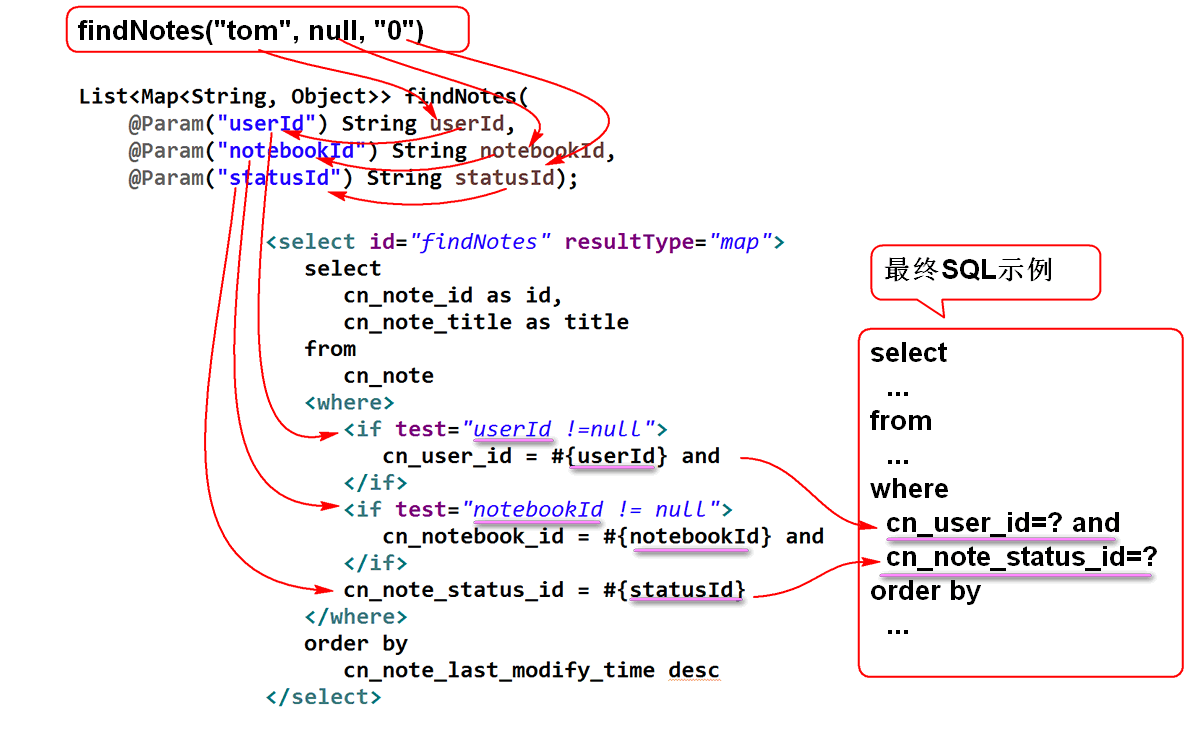 findNotes("tom", null, "0")
List<Map<String, Object>> findNotes(
@Param("userId") String userId,
@Param("notebookId") String notebookId,
@Param("statusId") String statusId);
<select id="findNotes" resultType="map">
select
cn_note_id as id,
cn_note_title as title
from
cn_note
<where>
<if test="userId !=null">
cn_user_id = #{userId} and
</if>
<if test="notebookId != null">
cn_notebook_id = #{notebookId} and
</if>
cn_note_status_id = #{statusId}
</where>
order by
cn_note_last_modify_time desc
</select>
最终SQL示例
select
...
from
...
where
cn_user_id=? and
cn_note_status_id=?
order by
...